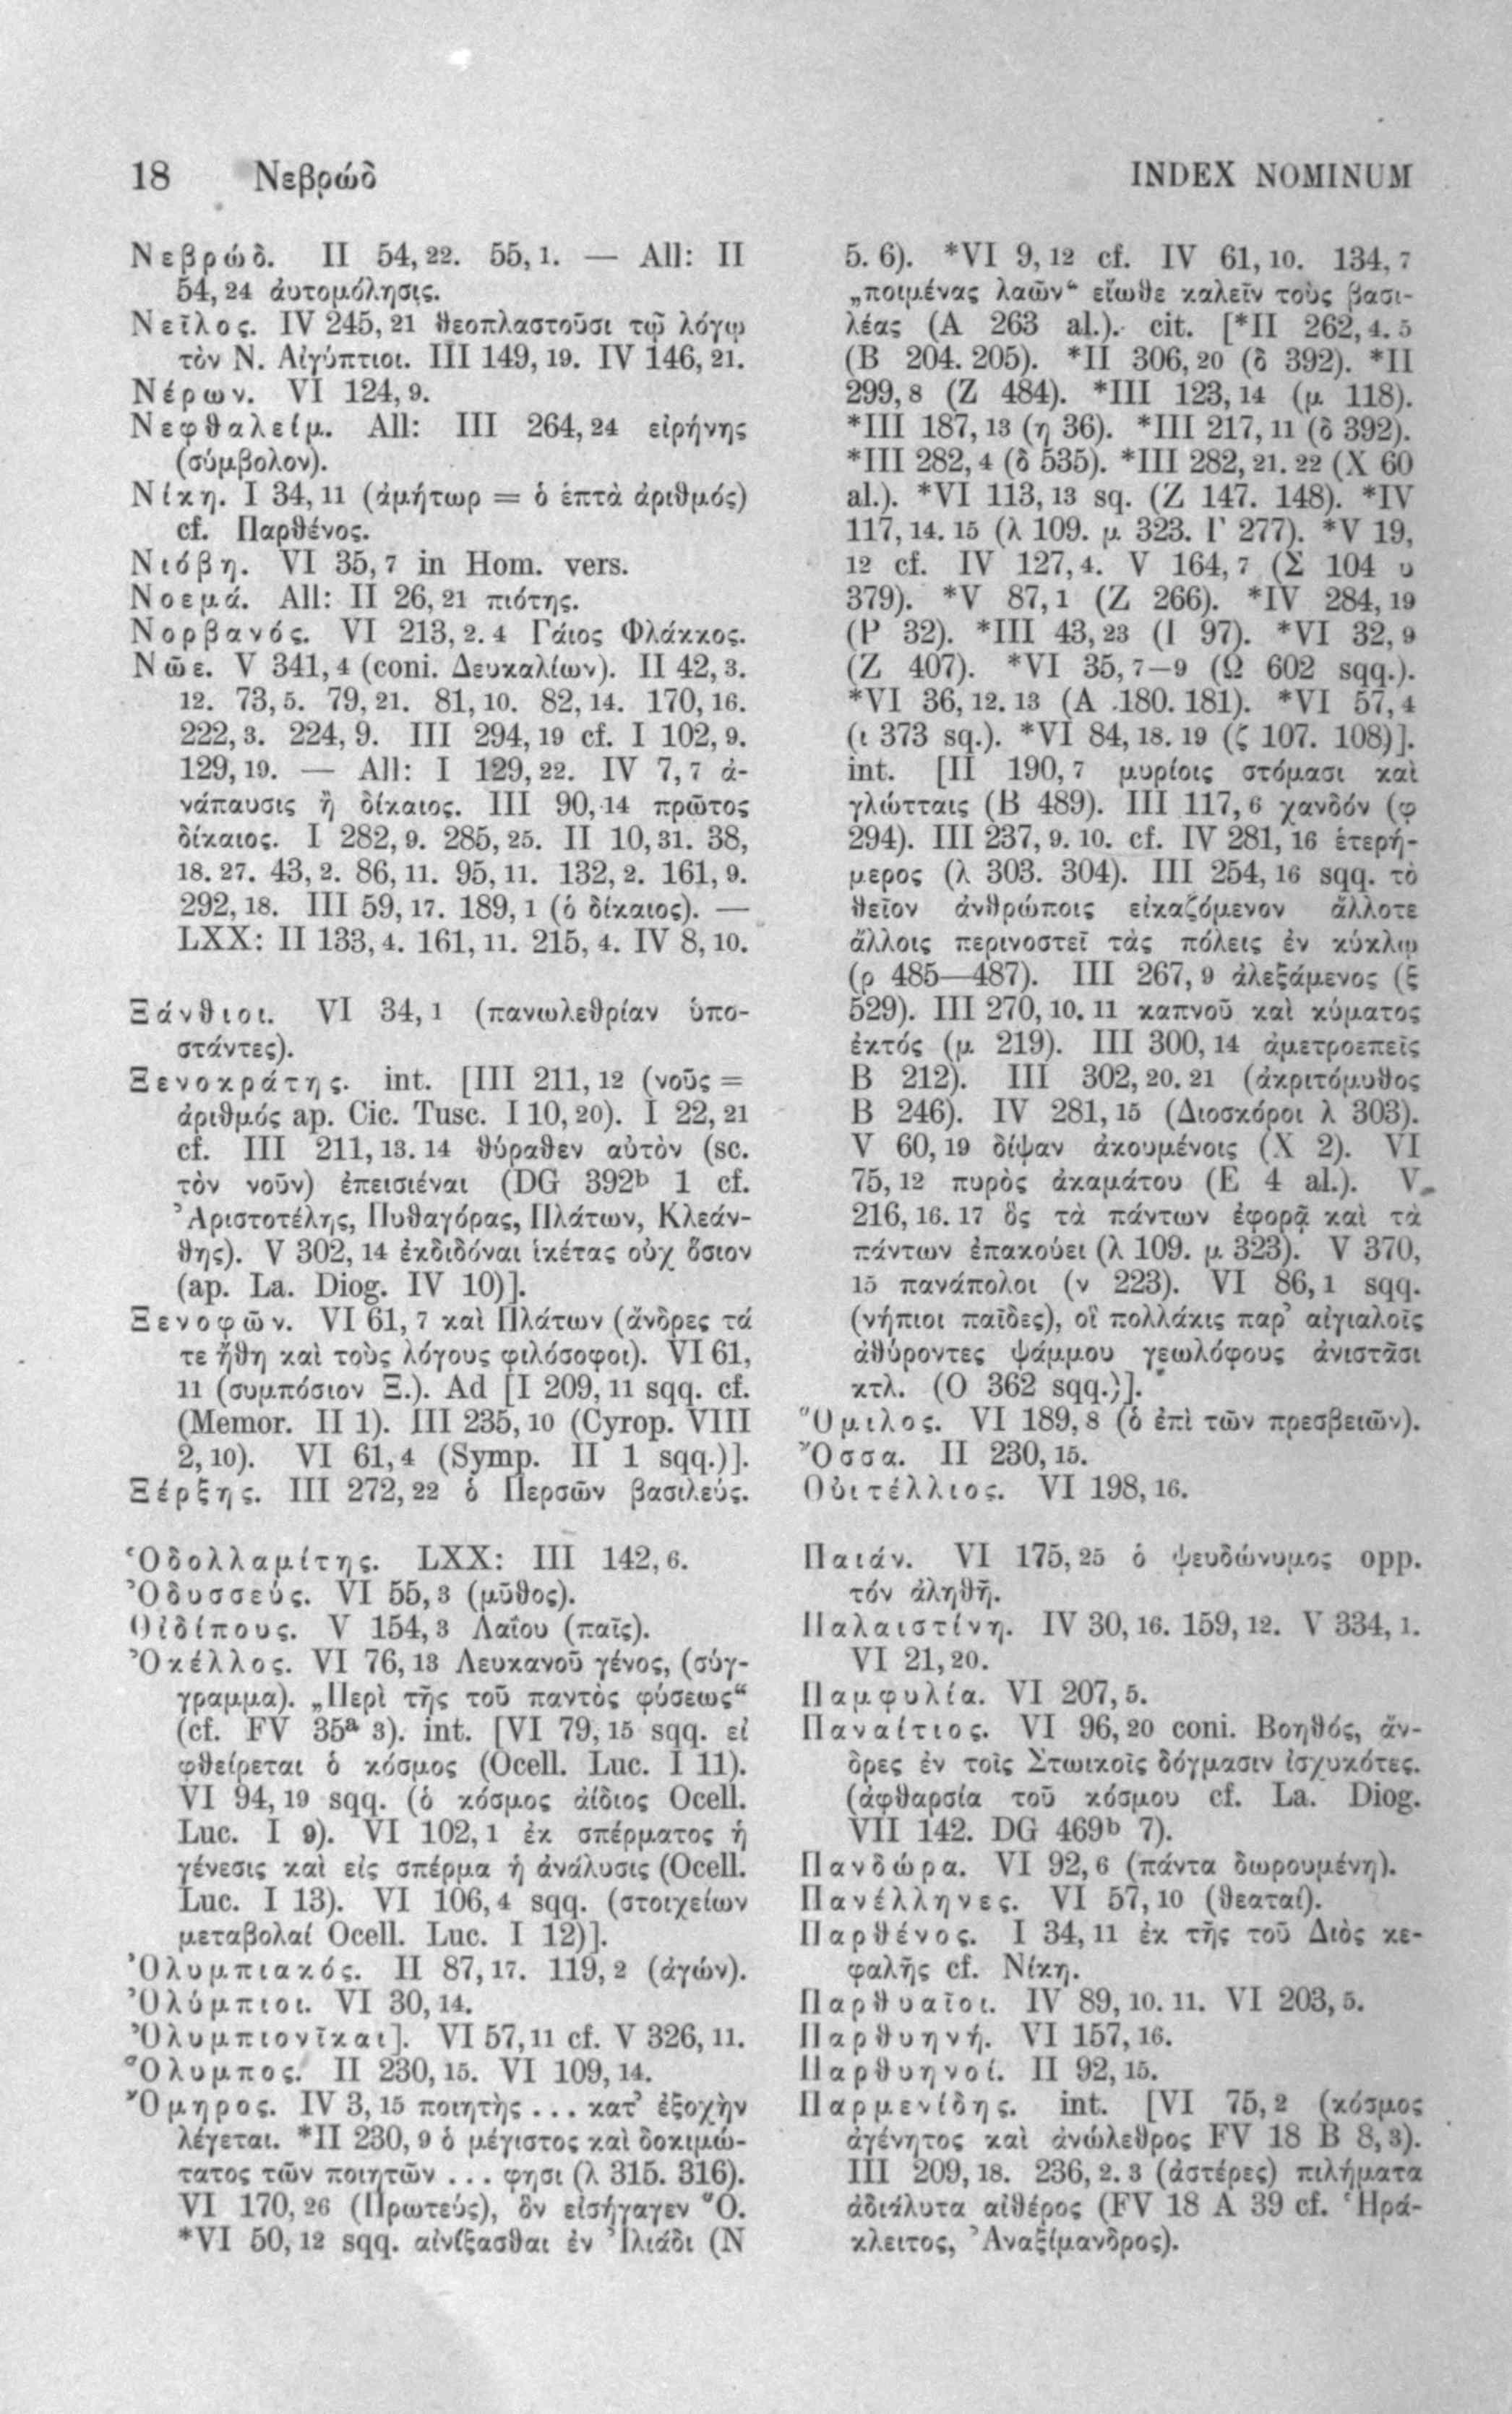 18 Νεβρώδ
INDEX NOMINUM
Νεβρώδ. II 54, 22. 55, 1. — All: II
54, 24 αὐτομόλησις.
Νεῖλος. IV 245, 21 θεοπλαστοῦσι τῷ λόγῳ
τὸν Ν. Αἰγύπτιοι. III 149, 19. IV 146, 21.
Νέρων. VI 124, 9.
Νεφθαλείμ. All: III 264, 24 εἰρήνης
(σύμβολον).
Νίκη. I 34, 11 (ἀμήτωρ = ὁ ἑπτὰ ἀριθμός)
cf. Παρθένος.
Νιόβη. VI 35, 7 in Hom. vers.
Νοεμά. All: II 26, 21 πιότης.
Νορβανός. VI 213, 2. 4 Γάιος Φλάκκος.
Νῶε. V 341, 4 (coni. Δευκαλίων). II 42, 3.
12. 73, 5. 79, 21. 81, 10. 82, 14. 170, 16.
222, 3. 224, 9. III 294, 19 cf. I 102, 9.
129, 19. — All: I 129, 22. IV 7, 7 ἀ-
νάπαυσις ἢ δίκαιος. III 90, 14 πρῶτος
δίκαιος. I 282, 9. 285, 25. II 10, 31. 38,
18. 27. 43, 2. 86, 11. 95, 11. 132, 2. 161, 9.
292, 18. III 59, 17. 189, 1 (ὁ δίκαιος). —
LXX: II 133, 4. 161, 11. 215, 4. IV 8, 10.
Ξάνθιοι. VI 34, 1 (πανωλεθρίαν ὑπο-
στάντες).
Ξενοκράτης. int. [III 211, 12 (νοῦς =
ἀριθμός ap. Cic. Tusc. I 10, 20). I 22, 21
cf. III 211, 13. 14 θύραθεν αὐτὸν (sc.
τὸν νοῦν) ἐπεισιέναι (DG 392ᵇ 1 cf.
Ἀριστοτέλης, Πυθαγόρας, Πλάτων, Κλεάν-
θης). V 302, 14 ἐκδιδόναι ἱκέτας οὐχ ὅσιον
(ap. La. Diog. IV 10)].
Ξενοφῶν. VI 61, 7 καὶ Πλάτων (ἄνδρες τά
τε ἤθη καὶ τοὺς λόγους φιλόσοφοι). VI 61,
11 (συμπόσιον Ξ.). Ad [I 209, 11 sqq. cf.
(Memor. II 1). III 235, 10 (Cyrop. VIII
2, 10). VI 61, 4 (Symp. II 1 sqq.)].
Ξέρξης. III 272, 22 ὁ Περσῶν βασιλεύς.
Ὁδολλαμίτης. LXX: III 142, 6.
Ὀδυσσεύς. VI 55, 3 (μῦθος).
Οἰδίπους. V 154, 3 Λαΐου (παῖς).
Ὀκέλλος. VI 76, 13 Λευκανοῦ γένος, (σύγ-
γραμμα). „Περὶ τῆς τοῦ παντὸς φύσεως“
(cf. FV 35ᵃ 3). int. [VI 79, 15 sqq. εἰ
φθείρεται ὁ κόσμος (Ocell. Luc. I 11).
VI 94, 19 sqq. (ὁ κόσμος ἀίδιος Ocell.
Luc. I 9). VI 102, 1 ἐκ σπέρματος ἡ
γένεσις καὶ εἰς σπέρμα ἡ ἀνάλυσις (Ocell.
Luc. I 13). VI 106, 4 sqq. (στοιχείων
μεταβολαί Ocell. Luc. I 12)].
Ὀλυμπιακός. II 87, 17. 119, 2 (ἀγών).
Ὀλύμπιοι. VI 30, 14.
Ὀλυμπιονῖκαι]. VI 57, 11 cf. V 326, 11.
Ὄλυμπος. II 230, 15. VI 109, 14.
Ὅμηρος. IV 3, 15 ποιητὴς ... κατ’ ἐξοχὴν
λέγεται. *II 230, 9 ὁ μέγιστος καὶ δοκιμώ-
τατος τῶν ποιητῶν ... φησι (λ 315. 316).
VI 170, 26 (Πρωτεύς), ὃν εἰσήγαγεν Ὅ.
*VI 50, 12 sqq. αἰνίξασθαι ἐν Ἰλιάδι (Ν
5. 6). *VI 9, 12 cf. IV 61, 10. 134, 7
„ποιμένας λαῶν“ εἴωθε καλεῖν τοὺς βασι-
λέας (Α 263 al.). cit. [*II 262, 4. 5
(Β 204. 205). *II 306, 20 (δ 392). *II
299, 8 (Ζ 484). *III 123, 14 (μ 118).
*III 187, 13 (η 36). *III 217, 11 (δ 392).
*III 282, 4 (δ 535). *III 282, 21. 22 (Χ 60
al.). *VI 113, 13 sq. (Ζ 147. 148). *IV
117, 14. 15 (λ 109. μ 323. Γ 277). *V 19,
12 cf. IV 127, 4. V 164, 7 (Σ 104 υ
379). *V 87, 1 (Ζ 266). *IV 284, 19
(Ρ 32). *III 43, 23 (Ι 97). *VI 32, 9
(Ζ 407). *VI 35, 7–9 (Ω 602 sqq.).
*VI 36, 12. 13 (Α 180. 181). *VI 57, 4
(ι 373 sq.). *VI 84, 18. 19 (ζ 107. 108)].
int. [II 190, 7 μυρίοις στόμασι καὶ
γλώτταις (Β 489). III 117, 6 χανδόν (φ
294). III 237, 9. 10. cf. IV 281, 16 ἑτερή-
μερος (λ 303. 304). III 254, 16 sqq. τὸ
θεῖον ἀνθρώποις εἰκαζόμενον ἄλλοτε
ἄλλοις περινοστεῖ τὰς πόλεις ἐν κύκλῳ
(ρ 485—487). III 267, 9 ἀλεξάμενος (ξ
529). III 270, 10. 11 καπνοῦ καὶ κύματος
ἐκτός (μ 219). III 300, 14 ἀμετροεπεῖς
Β 212). III 302, 20. 21 (ἀκριτόμυθος
Β 246). IV 281, 15 (Διοσκόροι λ 303).
V 60, 19 δίψαν ἀκουμένοις (Χ 2). VI
75, 12 πυρὸς ἀκαμάτου (Ε 4 al.). V
216, 16. 17 ὃς τὰ πάντων ἐφορᾷ καὶ τὰ
πάντων ἐπακούει (λ 109. μ 323). V 370,
15 πανάπολοι (ν 223). VI 86, 1 sqq.
(νήπιοι παῖδες), οἳ πολλάκις παρ’ αἰγιαλοῖς
ἀθύροντες ψάμμου γεωλόφους ἀνιστᾶσι
κτλ. (Ο 362 sqq.)].
Ὅμιλος. VI 189, 8 (ὁ ἐπὶ τῶν πρεσβειῶν).
Ὄσσα. II 230, 15.
Οὐιτέλλιος. VI 198, 16.
Παιάν. VI 175, 25 ὁ ψευδώνυμος opp.
τόν ἀληθῆ.
Παλαιστίνη. IV 30, 16. 159, 12. V 334, 1.
VI 21, 20.
Παμφυλία. VI 207, 5.
Παναίτιος. VI 96, 20 coni. Βοηθός, ἄν-
δρες ἐν τοῖς Στωικοῖς δόγμασιν ἰσχυκότες.
(ἀφθαρσία τοῦ κόσμου cf. La. Diog.
VII 142. DG 469ᵇ 7).
Πανδώρα. VI 92, 6 (πάντα δωρουμένη).
Πανέλληνες. VI 57, 10 (θεαταί).
Παρθένος. I 34, 11 ἐκ τῆς τοῦ Διὸς κε-
φαλῆς cf. Νίκη.
Παρθυαῖοι. IV 89, 10. 11. VI 203, 5.
Παρθυηνή. VI 157, 16.
Παρθυηνοί. II 92, 15.
Παρμενίδης. int. [VI 75, 2 (κόσμος
ἀγένητος καὶ ἀνώλεθρος FV 18 B 8, 3).
III 209, 18. 236, 2. 3 (ἀστέρες) πιλήματα
ἀδιάλυτα αἰθέρος (FV 18 A 39 cf. Ἡρά-
κλειτος, Ἀναξίμανδρος).